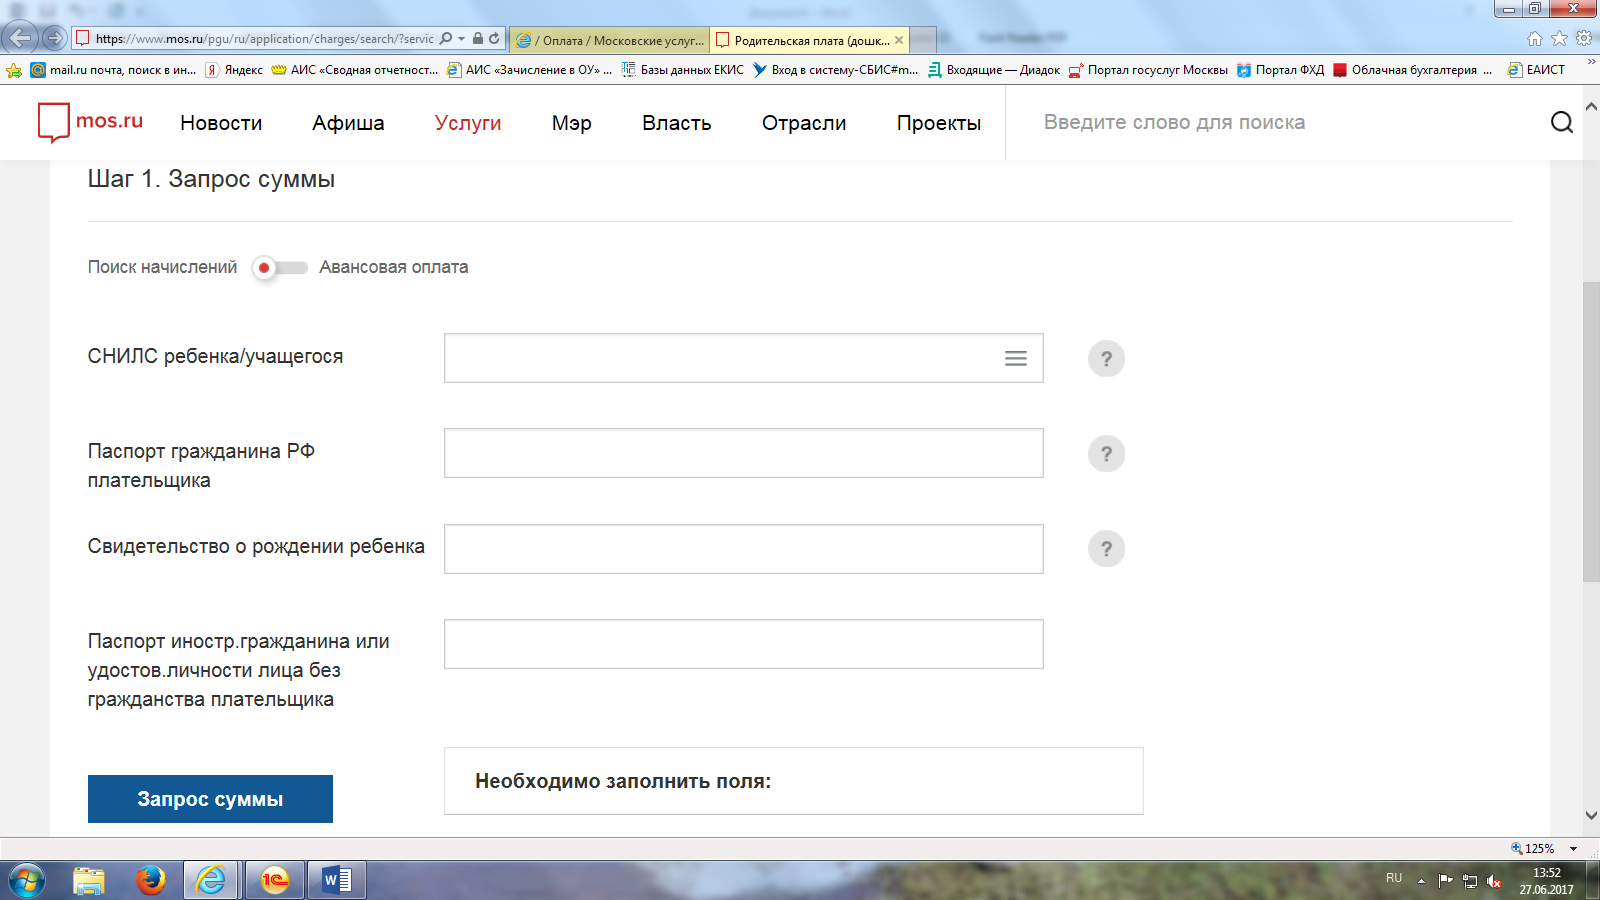 https://www.mos.ru/pgu/ru/application/charges/search/?servic
/ Оплата / Московские услуг...
Родительская плата (дошк...
mail.ru почта, поиск в ин...
Яндекс
АИС «Сводная отчетност...
АИС «Зачисление в ОУ» ...
Базы данных ЕКИС
Вход в систему-СБИС#m...
Входящие — Диадок
Портал госуслуг Москвы
Портал ФХД
Облачная бухгалтерия ...
ЕАИСТ
mos.ru
Новости
Афиша
Услуги
Мэр
Власть
Отрасли
Проекты
Введите слово для поиска
Шаг 1. Запрос суммы
Поиск начислений
Авансовая оплата
СНИЛС ребенка/учащегося
?
Паспорт гражданина РФ
плательщика
?
Свидетельство о рождении ребенка
?
Паспорт иностр.гражданина или
удостов.личности лица без
гражданства плательщика
Необходимо заполнить поля:
Запрос суммы
125%
RU
13:52
27.06.2017